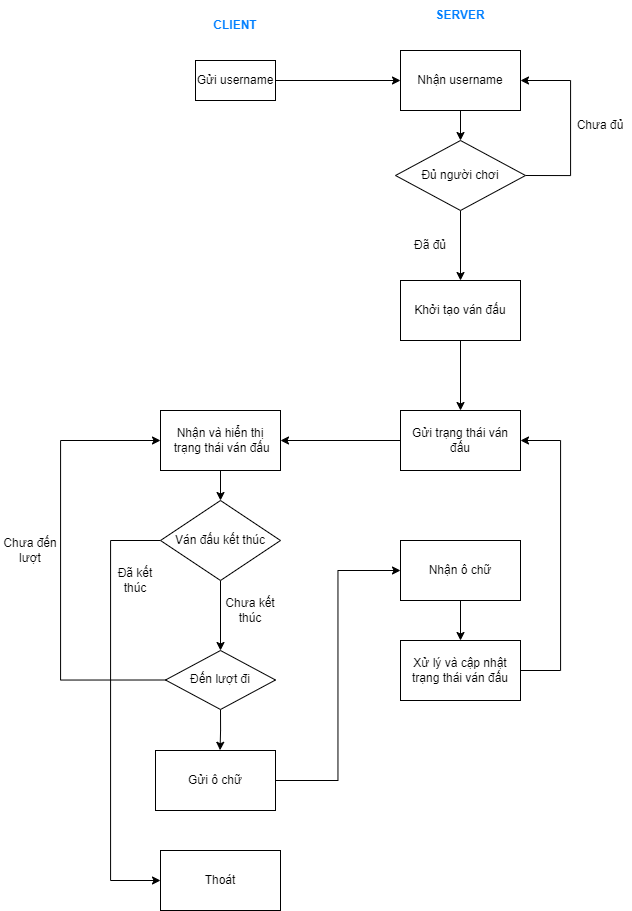 CLIENT
SERVER
Gửi username
Nhận username
Chưa đủ
Đủ người chơi
Đã đủ
Khởi tạo ván đấu
Nhận và hiển thị
trạng thái ván đấu
Gửi trạng thái ván
đấu
Ván đấu kết thúc
Chưa đến
lượt
Đã kết
thúc
Nhận ô chữ
Chưa kết
thúc
Đến lượt đi
Xử lý và cập nhật
trạng thái ván đấu
Gửi ô chữ
Thoát